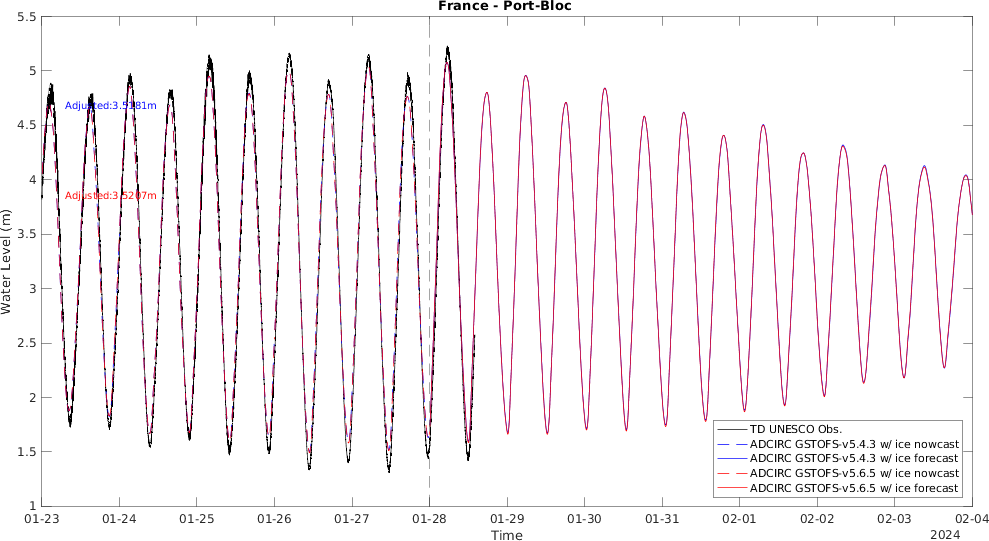 France - Port-Bloc
5.5
5
4.5
4
3.5
3
2.5
2
1.5
1
Water Level (m)
Adjusted:3.5181m
Adjusted:3.5207m
TD UNESCO Obs.
ADCIRC GSTOFS-v5.4.3 w/ ice nowcast
ADCIRC GSTOFS-v5.4.3 w/ ice forecast
ADCIRC GSTOFS-v5.6.5 w/ ice nowcast
ADCIRC GSTOFS-v5.6.5 w/ ice forecast
01-23 01-24 01-25 01-26 01-27 01-28 01-29 01-30 01-31 02-01 02-02 02-03 02-04
Time
2024